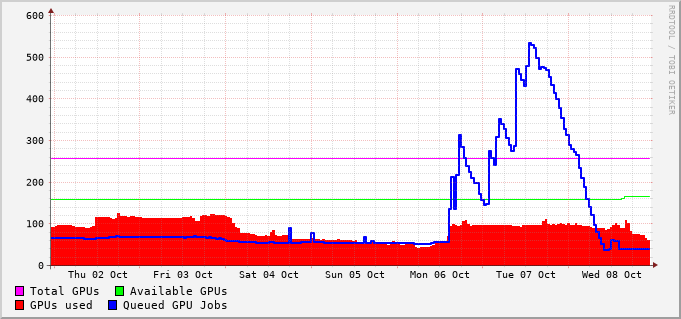 600
500
400
300
200
100
0
Thu 02 Oct Fri 03 Oct Sat 04 Oct Sun 05 Oct Mon 06 Oct Tue 07 Oct Wed 08 Oct
Total GPUs Available GPUs
GPUs used Queued GPU Jobs
RRDTOOL / TOBI OETIKER